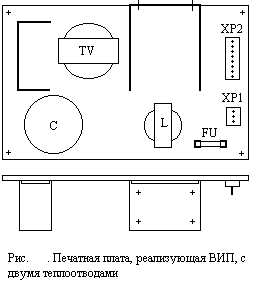 XP2
TV
XP1
C
L
FU
Рис. . Печатная плата, реализующая ВИП, с
двумя теплоотводами